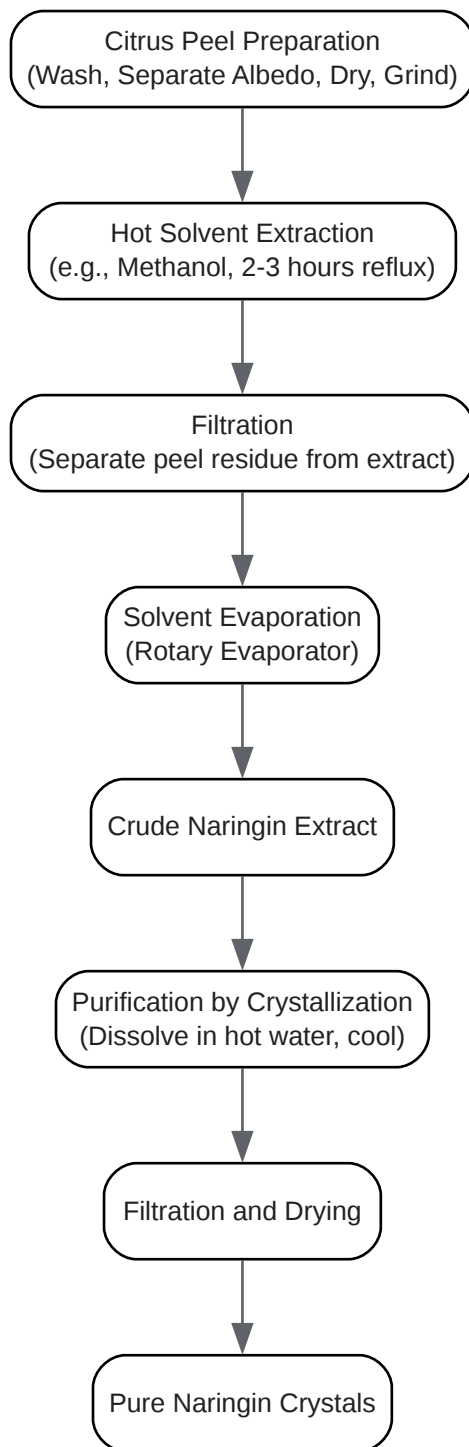 Citrus Peel Preparation
(Wash, Separate Albedo, Dry, Grind)
Hot Solvent Extraction
(e.g., Methanol, 2-3 hours reflux)
Filtration
(Separate peel residue from extract)
Solvent Evaporation
(Rotary Evaporator)
Crude Naringin Extract
Purification by Crystallization
(Dissolve in hot water, cool)
Filtration and Drying
Pure Naringin Crystals